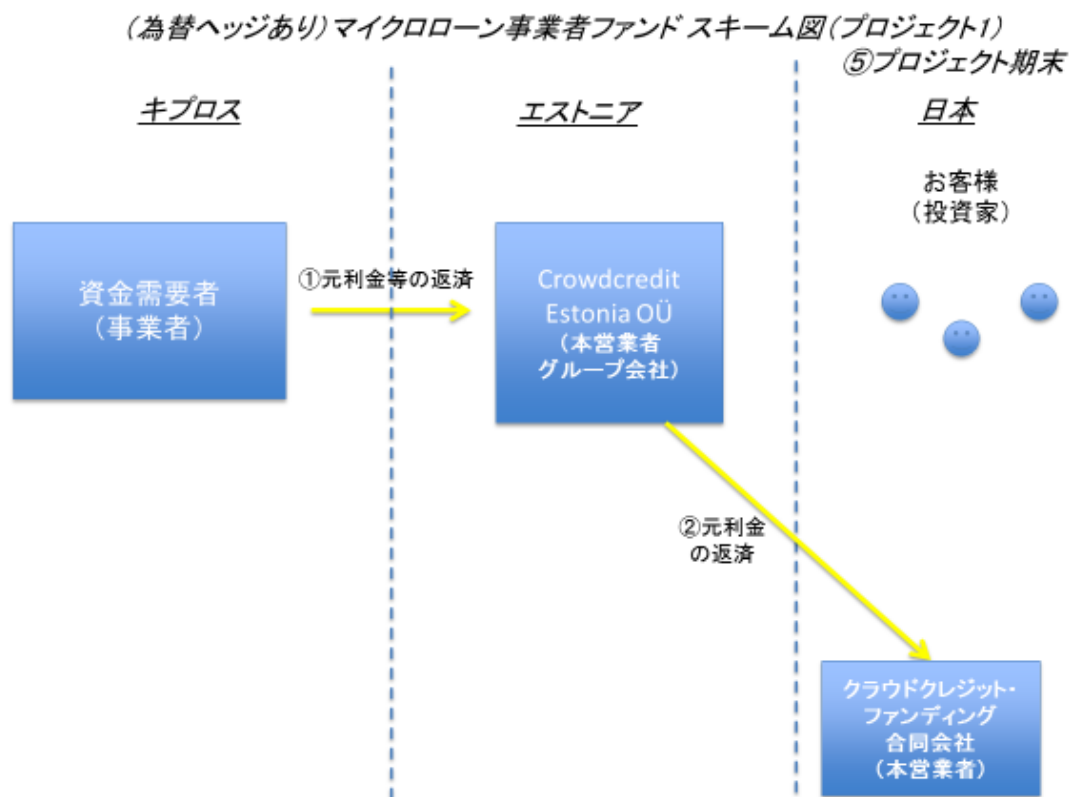 (為替ヘッジあり)マイクロローン事業者ファンド スキーム図(プロジェクト1)
⑤プロジェクト期末
キプロス
エストニア
日本
お客様
(投資家)
資金需要者
(事業者)
①元利金等の返済
Crowdcredit
Estonia OÜ
(本営業者
グループ会社)
②元利金
の返済
クラウドクレジット・
ファンディング
合同会社
(本営業者)